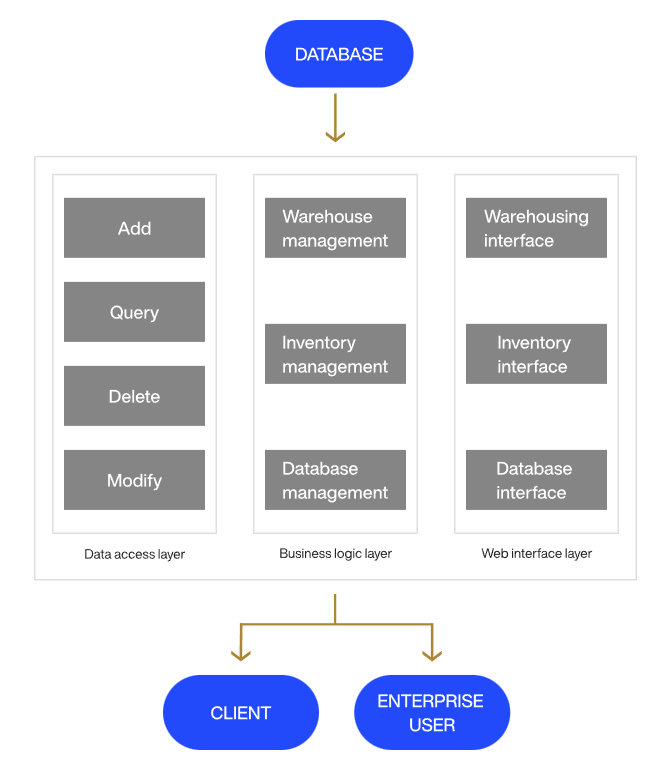 DATABASE
Add
Query
Delete
Modify
Data access layer
Warehouse
management
Inventory
management
Database
management
Business logic layer
Warehousing
interface
Inventory
interface
Database
interface
Web interface layer
CLIENT
ENTERPRISE
USER